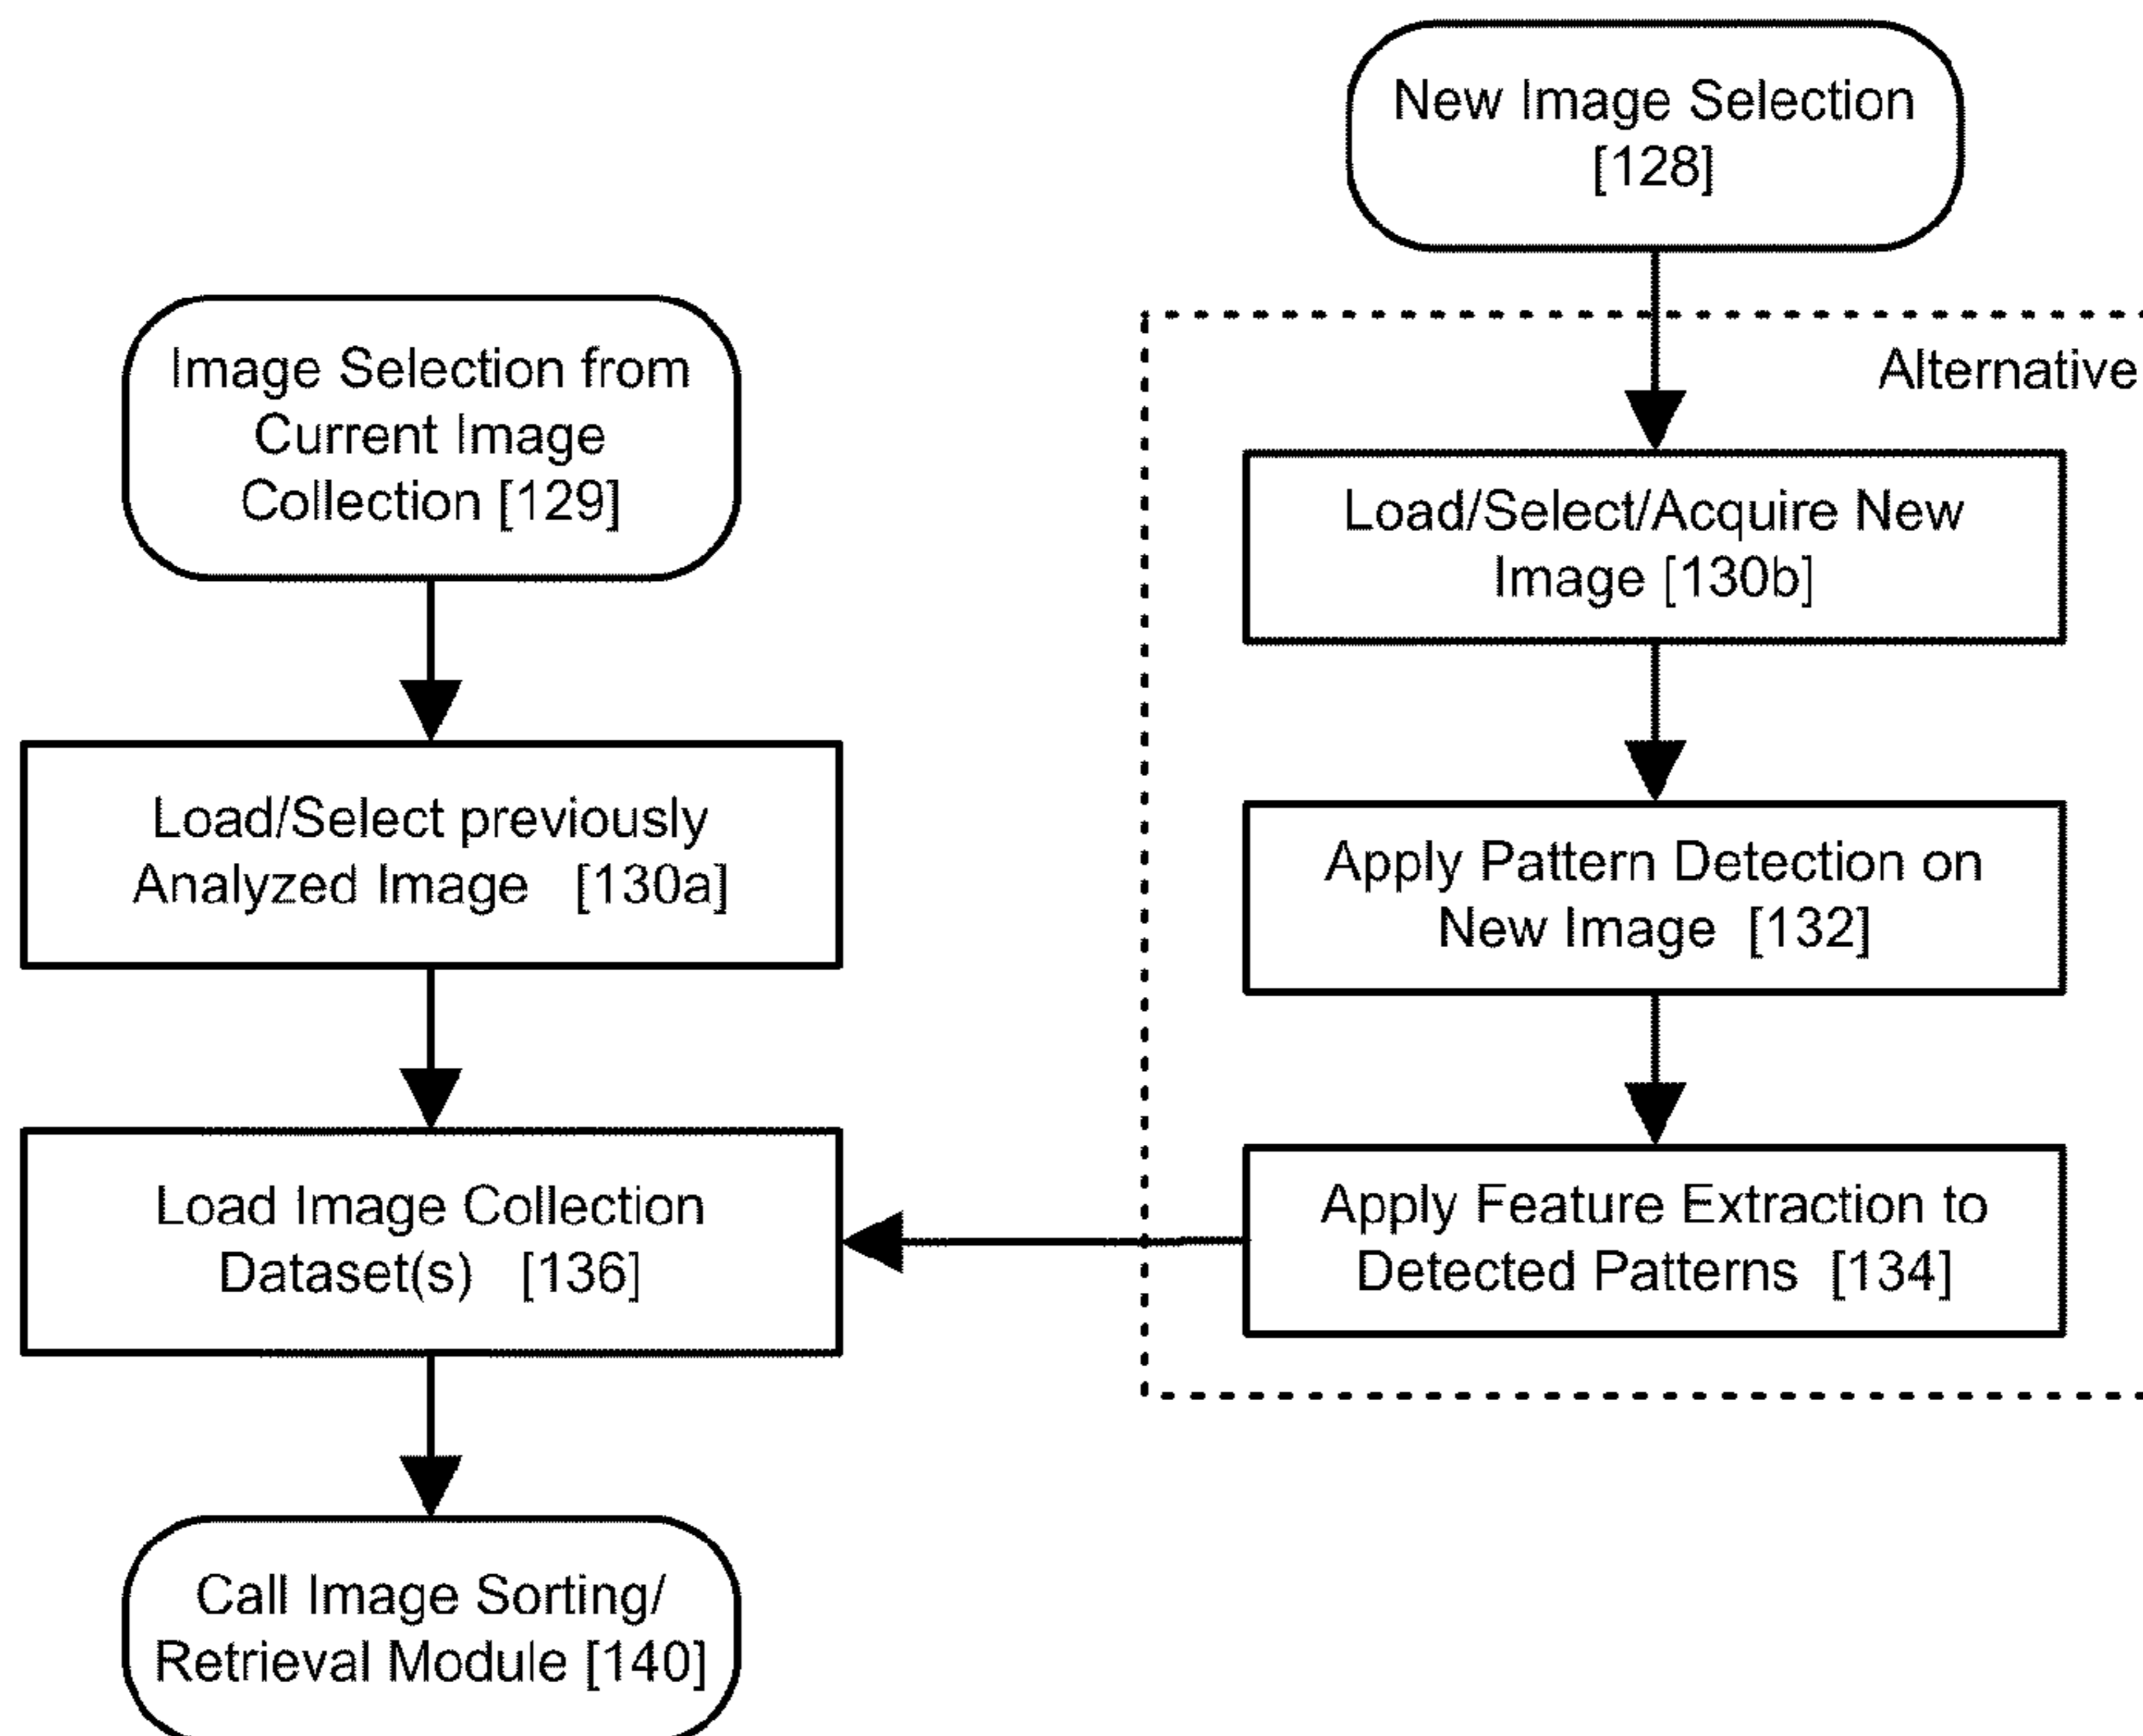 New Image Selection
[128]
Image Selection from
Current Image
Collection [129]
Alternative
Load/Select/Acquire New
Image [130b]
Load/Select previously
Analyzed Image [130a]
Apply Pattern Detection on
New Image [132]
Load Image Collection
Dataset(s) [136]
Apply Feature Extraction to
Detected Patterns [134]
Call Image Sorting/
Retrieval Module [140]